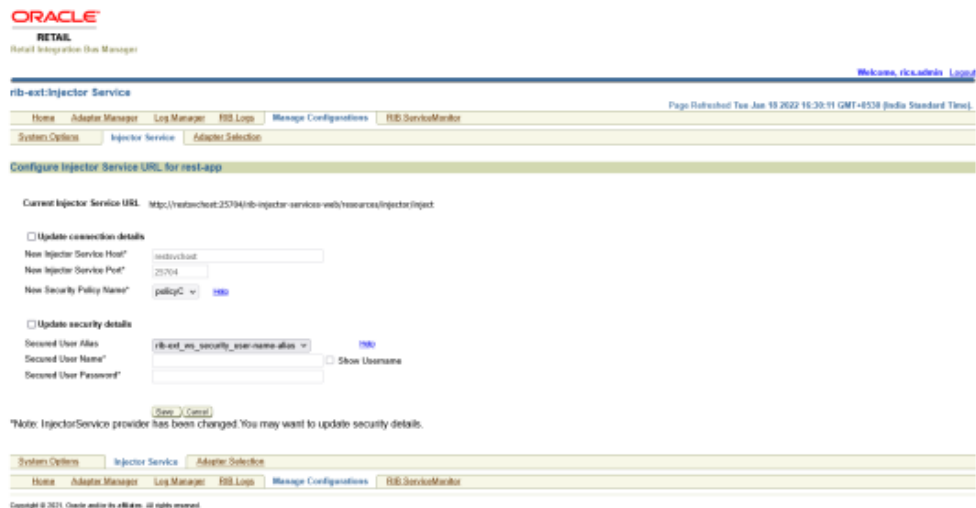 ORACLE
RETAIL
Retail Integration Bus Manager
Welcome, rics.admin Logout
rib-ext:Injector Service
Page Refreshed Tue Jan 18 2022 16:30:11 GMT+0530 (India Standard Time).
Home Adapter Manager Log Manager RIB Logs Manage Configurations RIB ServiceMonitor
System Options Injector Service Adapter Selection
Configure Injector Service URL for rest-app
Current Injector Service URL http://restsvchost:25704/rib-injector-services-web/resources/injector/inject
Update connection details
New Injector Service Host* restsvchost
New Injector Service Port* 25704
New Security Policy Name* policyC Help
Update security details
Secured User Alias rib-ext_ws_security_user-name-alias Help
Secured User Name* Show Username
Secured User Password*
Save Cancel
*Note: InjectorService provider has been changed.You may want to update security details.
System Options Injector Service Adapter Selection
Home Adapter Manager Log Manager RIB Logs Manage Configurations RIB ServiceMonitor
Copyright © 2021, Oracle and/or its affiliates. All rights reserved.